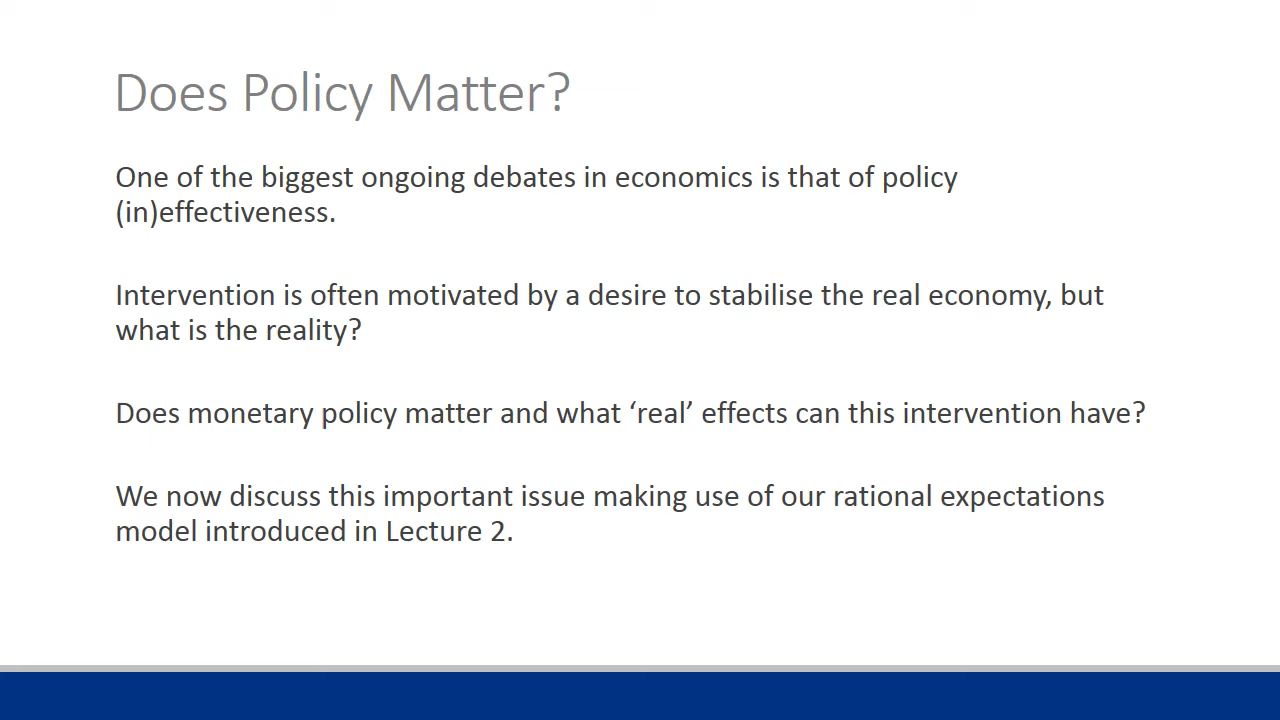 Does Policy Matter?
One of the biggest ongoing debates in economics is that of policy
(in)effectiveness.
Intervention is often motivated by a desire to stabilise the real economy, but
what is the reality?
Does monetary policy matter and what ‘real’ effects can this intervention have?
We now discuss this important issue making use of our rational expectations
model introduced in Lecture 2.